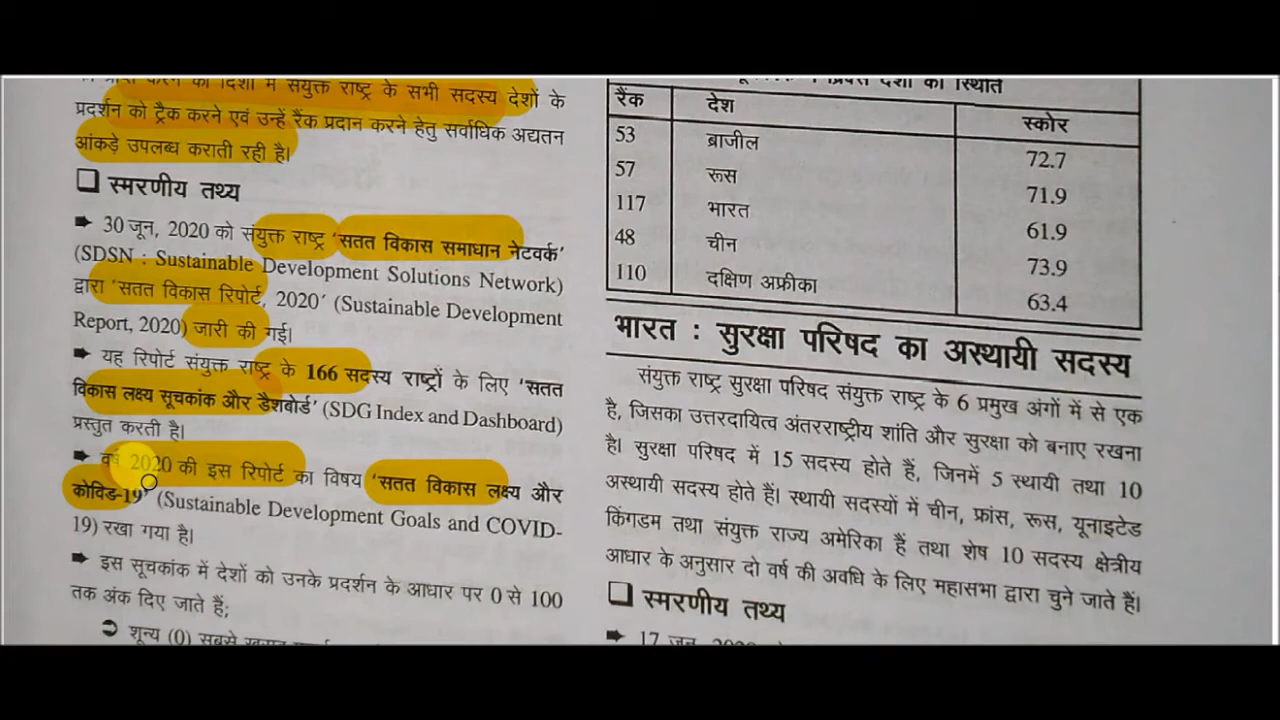 संयुक्त राष्ट्र के सभी सदस्य देशों के
प्रदर्शन को ट्रैक करने एवं उन्हें रैंक प्रदान करने हेतु सर्वाधिक अद्यतन
आंकड़े उपलब्ध कराती रही है।
❑ स्मरणीय तथ्य
➨ 30 जून, 2020 को संयुक्त राष्ट्र 'सतत विकास समाधान नेटवर्क'
(SDSN : Sustainable Development Solutions Network)
द्वारा 'सतत विकास रिपोर्ट, 2020' (Sustainable Development
Report, 2020) जारी की गई।
➨ यह रिपोर्ट संयुक्त राष्ट्र के 166 सदस्य राष्ट्रों के लिए 'सतत
विकास लक्ष्य सूचकांक और डैशबोर्ड' (SDG Index and Dashboard)
प्रस्तुत करती है।
➨ वर्ष 2020 की इस रिपोर्ट का विषय 'सतत विकास लक्ष्य और
कोविड-19' (Sustainable Development Goals and COVID-
19) रखा गया है।
➨ इस सूचकांक में देशों को उनके प्रदर्शन के आधार पर 0 से 100
तक अंक दिए जाते हैं;
➲ शून्य (0) सबसे
देशों की स्थिति
रैंक देश स्कोर
53 ब्राजील 72.7
57 रूस 71.9
117 भारत 61.9
48 चीन 73.9
110 दक्षिण अफ्रीका 63.4
भारत : सुरक्षा परिषद का अस्थायी सदस्य
संयुक्त राष्ट्र सुरक्षा परिषद संयुक्त राष्ट्र के 6 प्रमुख अंगों में से एक
है, जिसका उत्तरदायित्व अंतरराष्ट्रीय शांति और सुरक्षा को बनाए रखना
है। सुरक्षा परिषद में 15 सदस्य होते हैं, जिनमें 5 स्थायी तथा 10
अस्थायी सदस्य होते हैं। स्थायी सदस्यों में चीन, फ्रांस, रूस, यूनाइटेड
किंगडम तथा संयुक्त राज्य अमेरिका हैं तथा शेष 10 सदस्य क्षेत्रीय
आधार के अनुसार दो वर्ष की अवधि के लिए महासभा द्वारा चुने जाते हैं।
❑ स्मरणीय तथ्य
➨ 17 जून, 2020